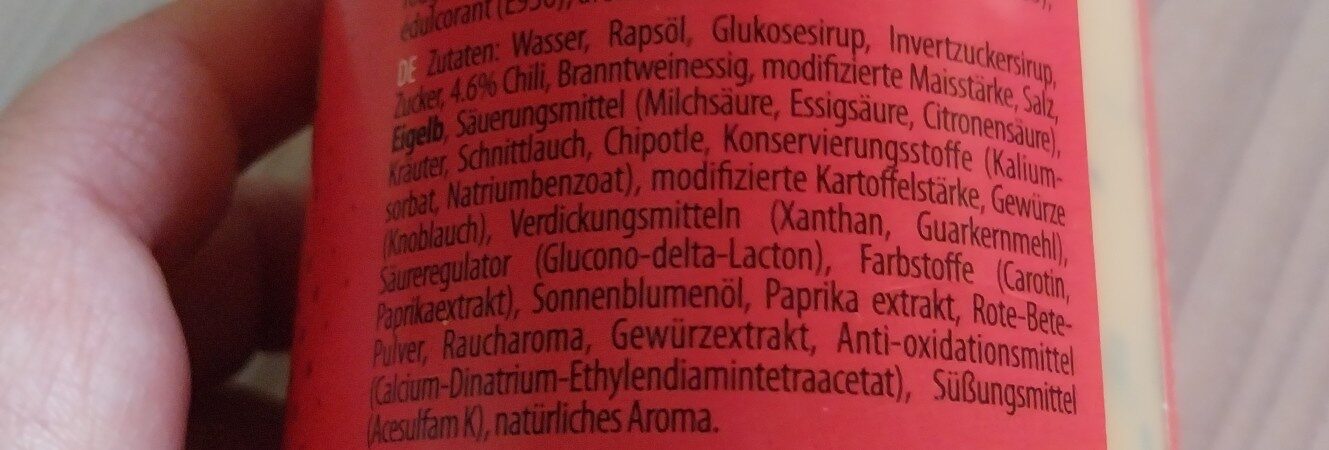 édulcorant (E950),
DE Zutaten: Wasser, Rapsöl, Glukosesirup, Invertzuckersirup,
Zucker, 4.6% Chili, Branntweinessig, modifizierte Maisstärke, Salz,
Eigelb, Säuerungsmittel (Milchsäure, Essigsäure, Citronensäure),
Kräuter, Schnittlauch, Chipotle, Konservierungsstoffe (Kalium-
sorbat, Natriumbenzoat), modifizierte Kartoffelstärke, Gewürze
(Knoblauch), Verdickungsmitteln (Xanthan, Guarkernmehl),
Säureregulator (Glucono-delta-Lacton), Farbstoffe (Carotin,
Paprikaextrakt), Sonnenblumenöl, Paprika extrakt, Rote-Bete-
Pulver, Raucharoma, Gewürzextrakt, Anti-oxidationsmittel
(Calcium-Dinatrium-Ethylendiamintetraacetat), Süßungsmittel
(Acesulfam K), natürliches Aroma.